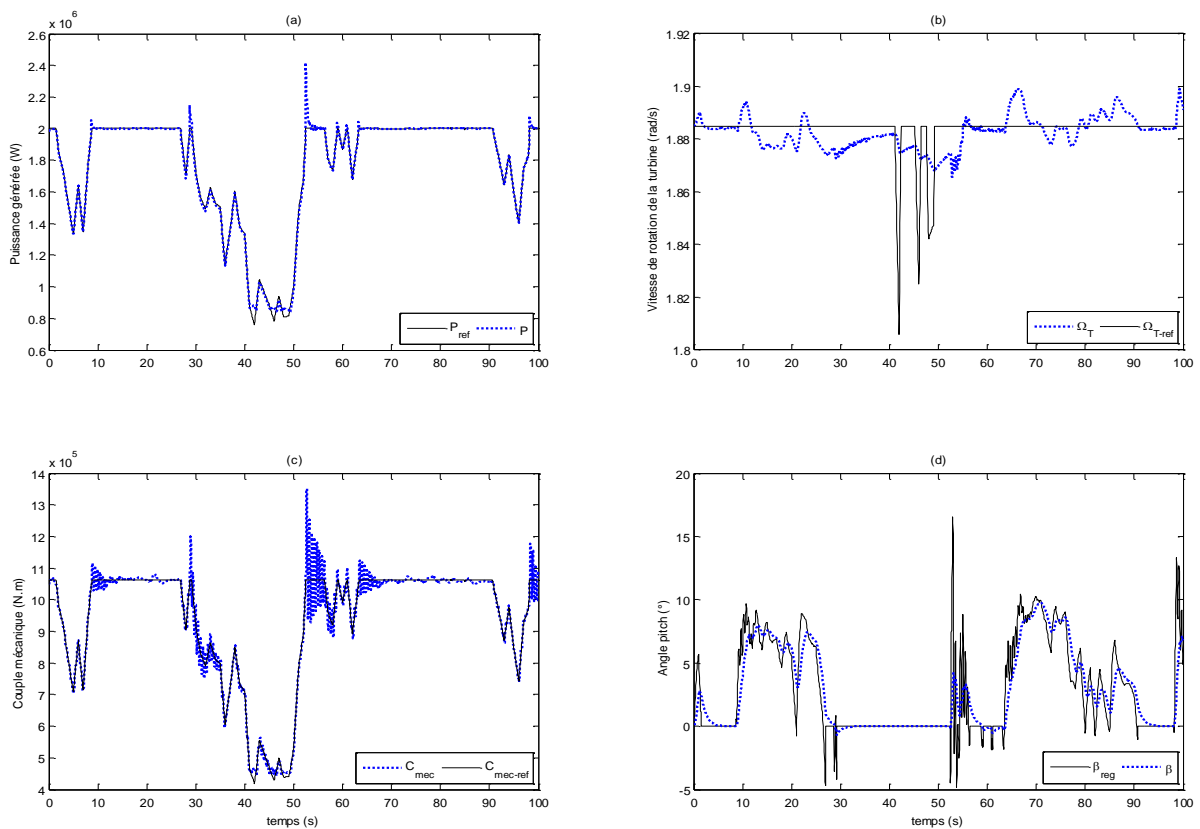 (a)
x 10^6
2.6
2.4
2.2
2
1.8
1.6
1.4
1.2
1
0.8
0.6
Puissance générée (W)
P_ref P
0 10 20 30 40 50 60 70 80 90 100
(b)
1.92
1.9
1.88
1.86
1.84
1.82
1.8
Vitesse de rotation de la turbine (rad/s)
Ω_T Ω_T-ref
0 10 20 30 40 50 60 70 80 90 100
(c)
x 10^5
14
13
12
11
10
9
8
7
6
5
4
Couple mécanique (N.m)
C_mec C_mec-ref
0 10 20 30 40 50 60 70 80 90 100
temps (s)
(d)
20
15
10
5
0
-5
Angle pitch (°)
β_reg β
0 10 20 30 40 50 60 70 80 90 100
temps (s)